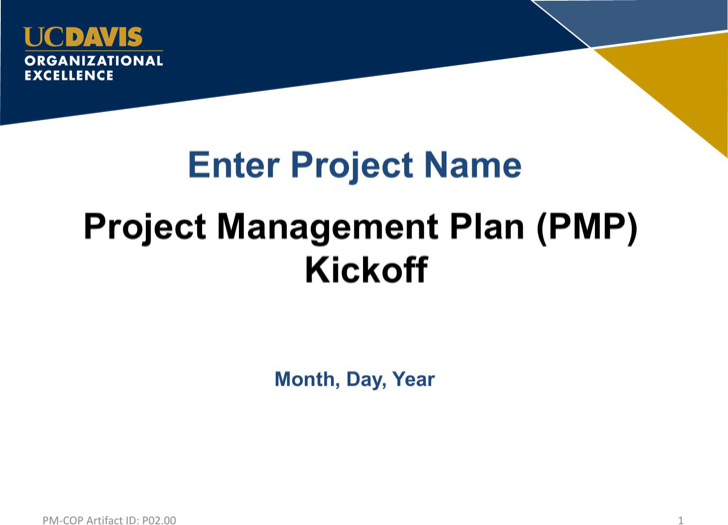 UCDAVIS
ORGANIZATIONAL
EXCELLENCE
Enter Project Name
Project Management Plan (PMP)
Kickoff
Month, Day, Year
PM-COP Artifact ID: P02.00
1